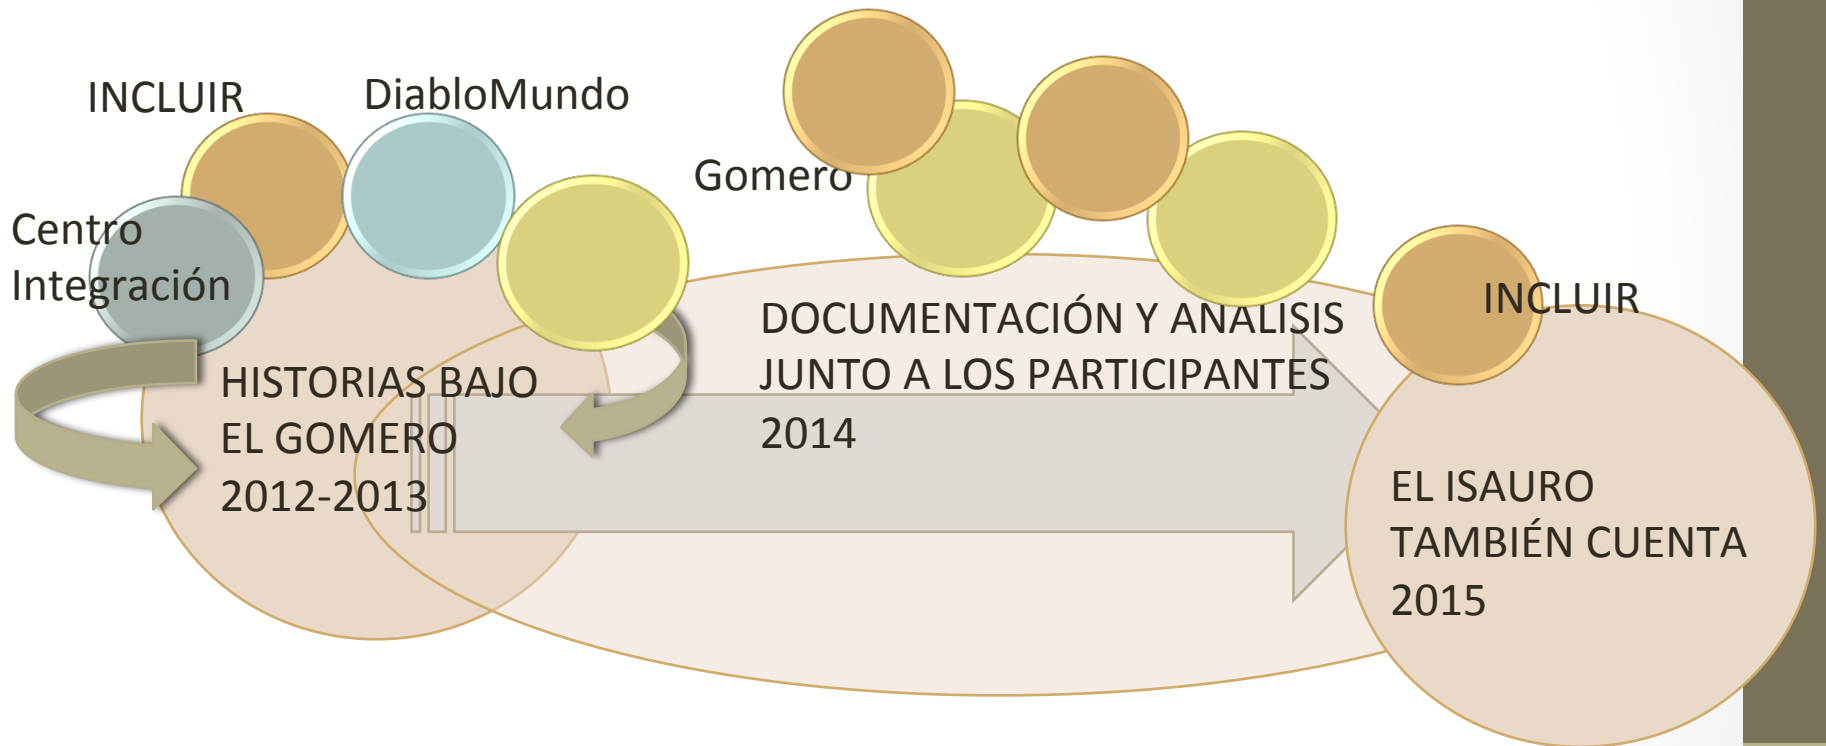 INCLUIR
DiabloMundo
Gomero
Centro
Integración
INCLUIR
HISTORIAS BAJO
EL GOMERO
2012-2013
DOCUMENTACIÓN Y ANALISIS
JUNTO A LOS PARTICIPANTES
2014
EL ISAURO
TAMBIÉN CUENTA
2015